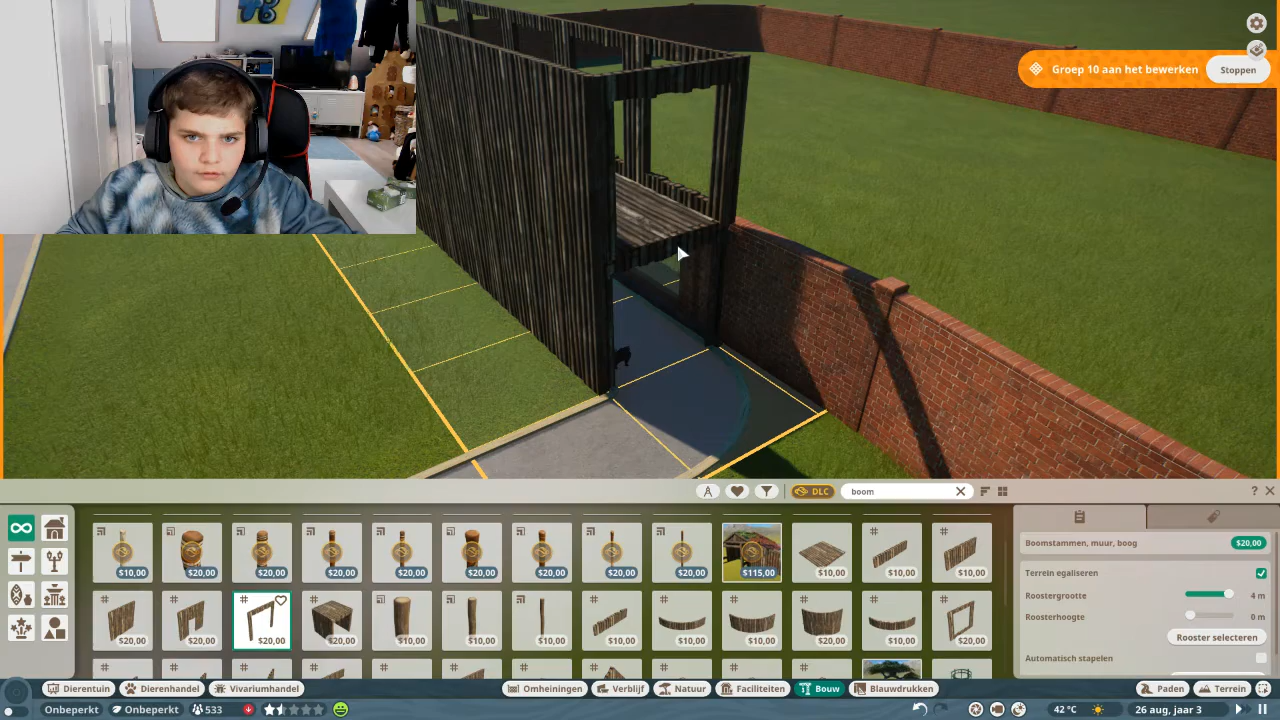 Groep 10 aan het bewerken
Stoppen
DLC
boom
?
$10,00 $20,00 $20,00 $20,00 $20,00 $20,00 $20,00 $20,00 $20,00 $115,00 $10,00 $10,00 $10,00
$20,00 $20,00 $20,00 $20,00 $10,00 $10,00 $10,00 $10,00 $10,00 $10,00 $20,00 $10,00 $20,00
Boomstammen, muur, boog $20,00
Terrein egaliseren
Roostergrootte 4 m
Roosterhoogte 0 m
Rooster selecteren
Automatisch stapelen
Dierentuin Dierenhandel Vivariumhandel Omheiningen Verblijf Natuur Faciliteiten Bouw Blauwdrukken Paden Terrein
Onbeperkt Onbeperkt 533 42 °C 26 aug, jaar 3